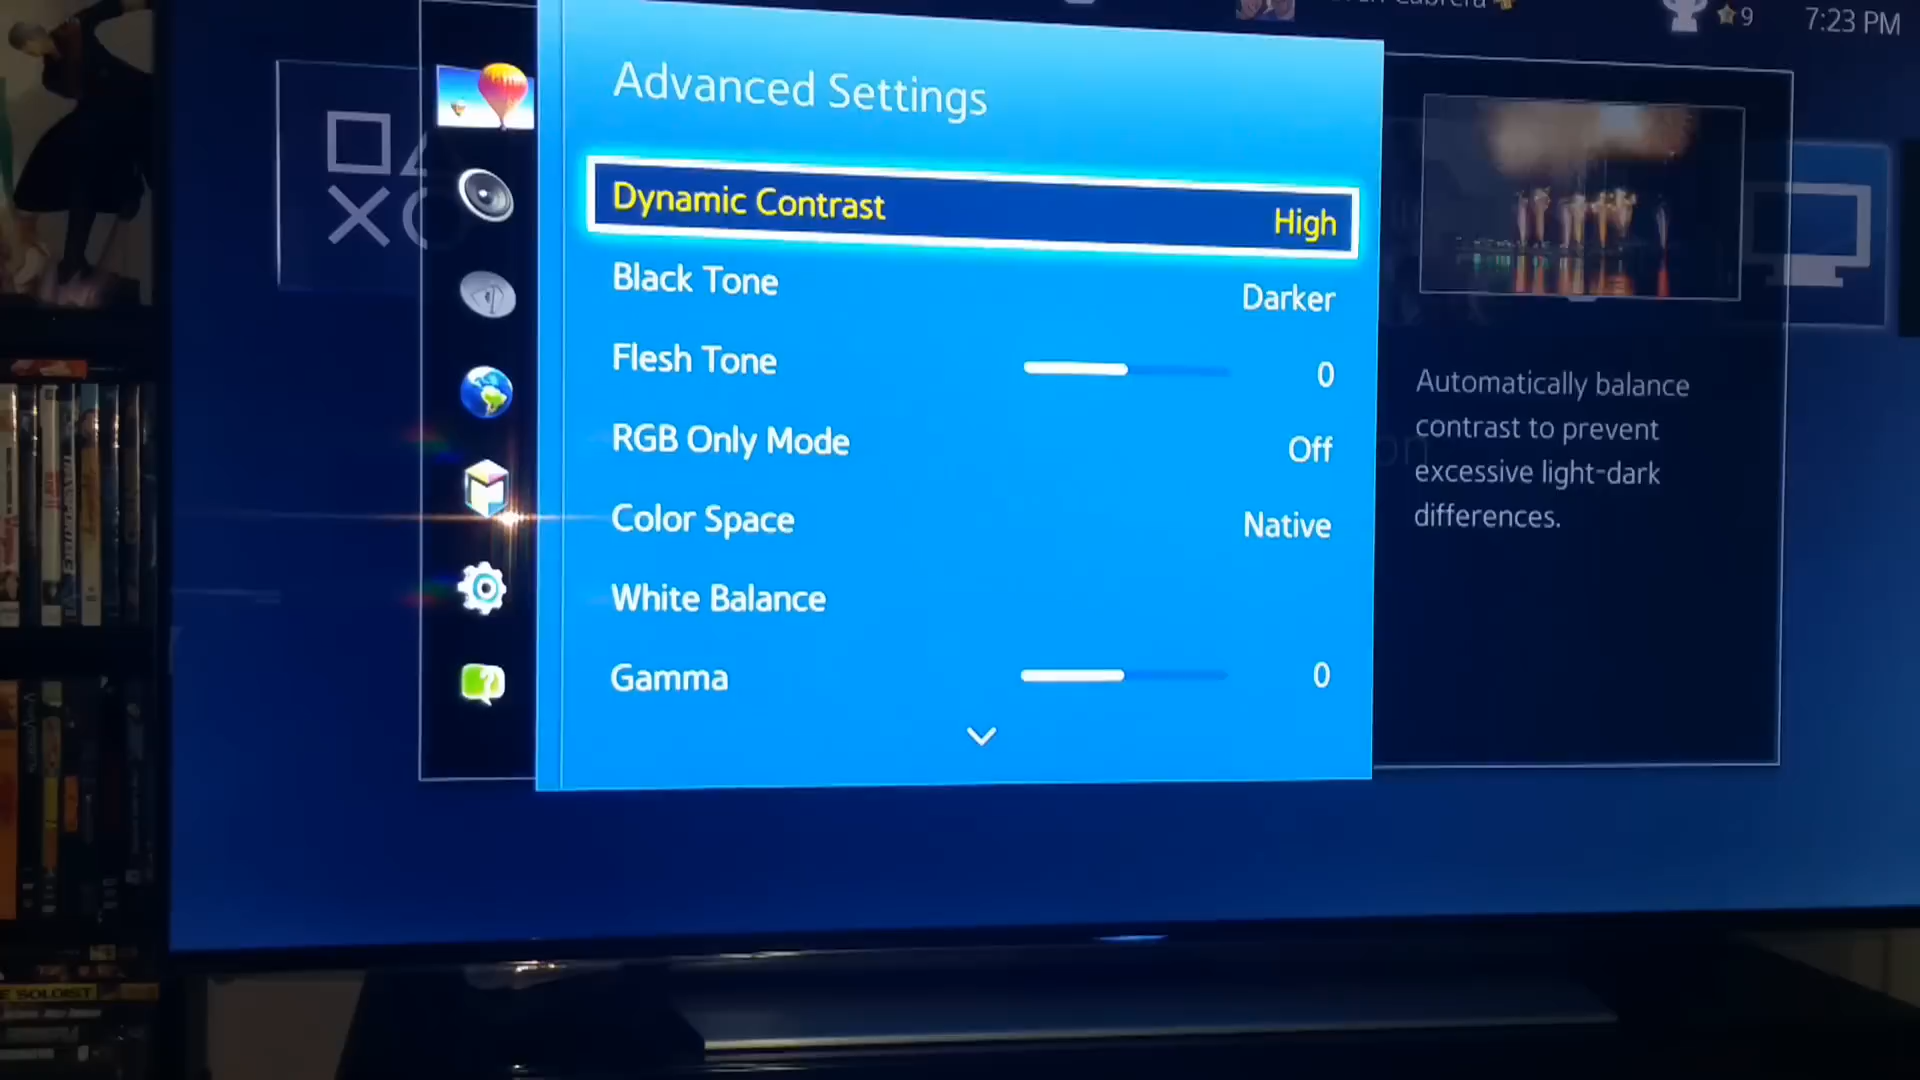 9
7:23 PM
Advanced Settings
Dynamic Contrast High
Black Tone Darker
Flesh Tone 0
RGB Only Mode Off
Color Space Native
White Balance
Gamma 0
Automatically balance
contrast to prevent
excessive light-dark
differences.
SOLOIST